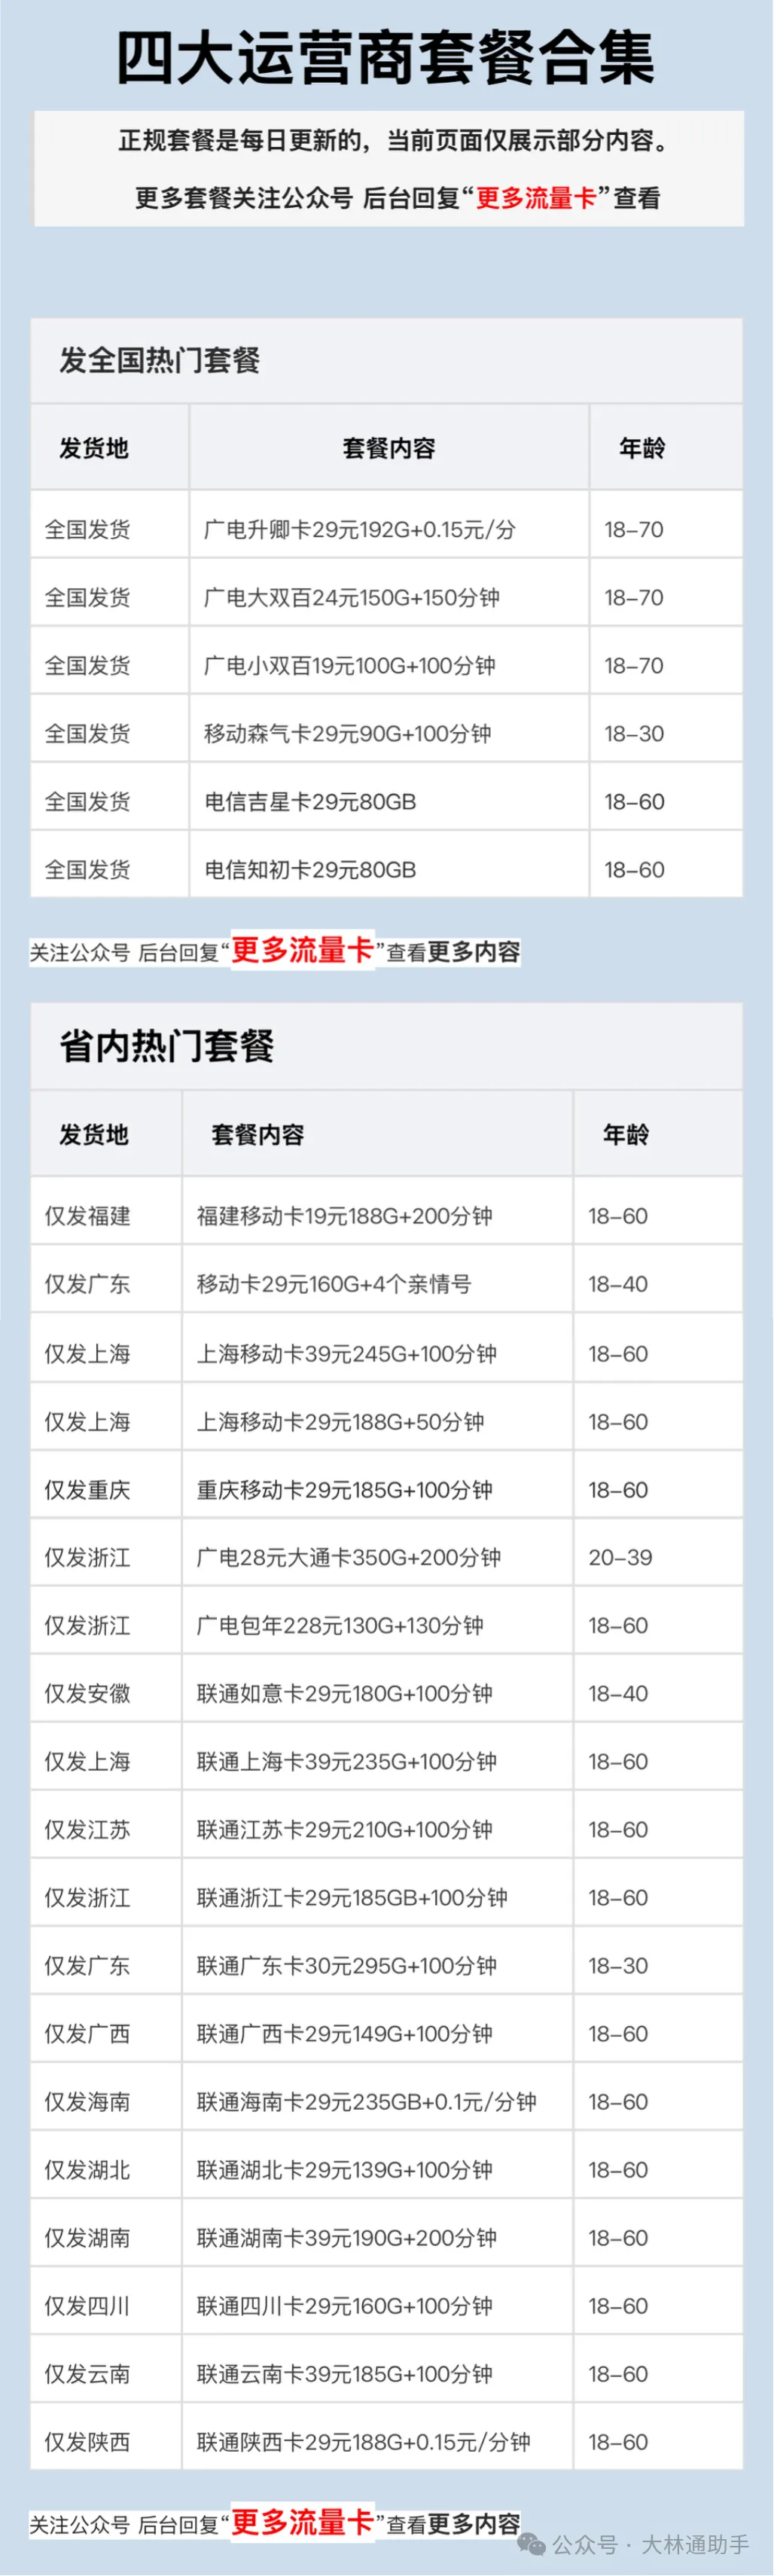 四大运营商套餐合集
正规套餐是每日更新的，当前页面仅展示部分内容。
更多套餐关注公众号 后台回复“更多流量卡”查看
发全国热门套餐
发货地 套餐内容 年龄
全国发货 广电升卿卡29元192G+0.15元/分 18-70
全国发货 广电大双百24元150G+150分钟 18-70
全国发货 广电小双百19元100G+100分钟 18-70
全国发货 移动森气卡29元90G+100分钟 18-30
全国发货 电信吉星卡29元80GB 18-60
全国发货 电信知初卡29元80GB 18-60
关注公众号 后台回复“更多流量卡”查看更多内容
省内热门套餐
发货地 套餐内容 年龄
仅发福建 福建移动卡19元188G+200分钟 18-60
仅发广东 移动卡29元160G+4个亲情号 18-40
仅发上海 上海移动卡39元245G+100分钟 18-60
仅发上海 上海移动卡29元188G+50分钟 18-60
仅发重庆 重庆移动卡29元185G+100分钟 18-60
仅发浙江 广电28元大通卡350G+200分钟 20-39
仅发浙江 广电包年228元130G+130分钟 18-60
仅发安徽 联通如意卡29元180G+100分钟 18-40
仅发上海 联通上海卡39元235G+100分钟 18-60
仅发江苏 联通江苏卡29元210G+100分钟 18-60
仅发浙江 联通浙江卡29元185GB+100分钟 18-60
仅发广东 联通广东卡30元295G+100分钟 18-30
仅发广西 联通广西卡29元149G+100分钟 18-60
仅发海南 联通海南卡29元235GB+0.1元/分钟 18-60
仅发湖北 联通湖北卡29元139G+100分钟 18-60
仅发湖南 联通湖南卡39元190G+200分钟 18-60
仅发四川 联通四川卡29元160G+100分钟 18-60
仅发云南 联通云南卡39元185G+100分钟 18-60
仅发陕西 联通陕西卡29元188G+0.15元/分钟 18-60
关注公众号 后台回复“更多流量卡”查看更多内容
公众号 · 大林通助手